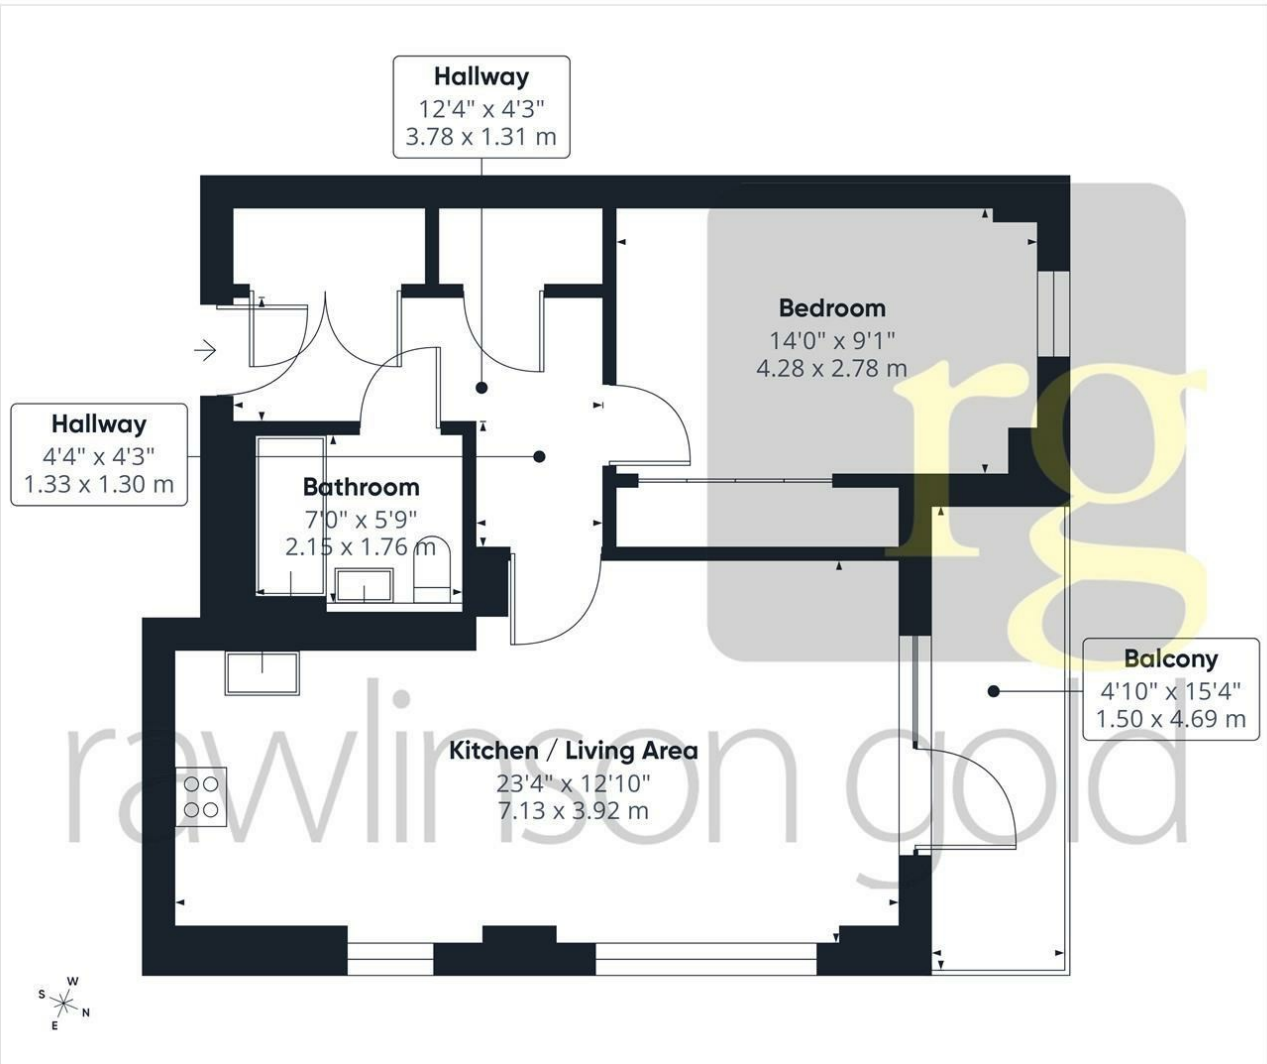 Hallway
12'4" x 4'3"
3.78 x 1.31 m
Bedroom
14'0" x 9'1"
4.28 x 2.78 m
rg
Hallway
4'4" x 4'3"
1.33 x 1.30 m
Bathroom
7'0" x 5'9"
2.15 x 1.76 m
Balcony
4'10" x 15'4"
1.50 x 4.69 m
Kitchen / Living Area
23'4" x 12'10"
7.13 x 3.92 m
rawlinson gold
W
S
N
E